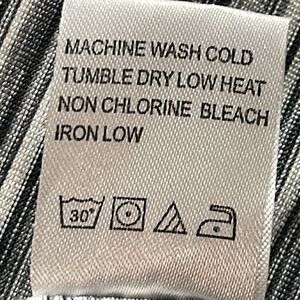 MACHINE WASH COLD
TUMBLE DRY LOW HEAT
NON CHLORINE BLEACH
IRON LOW
30°